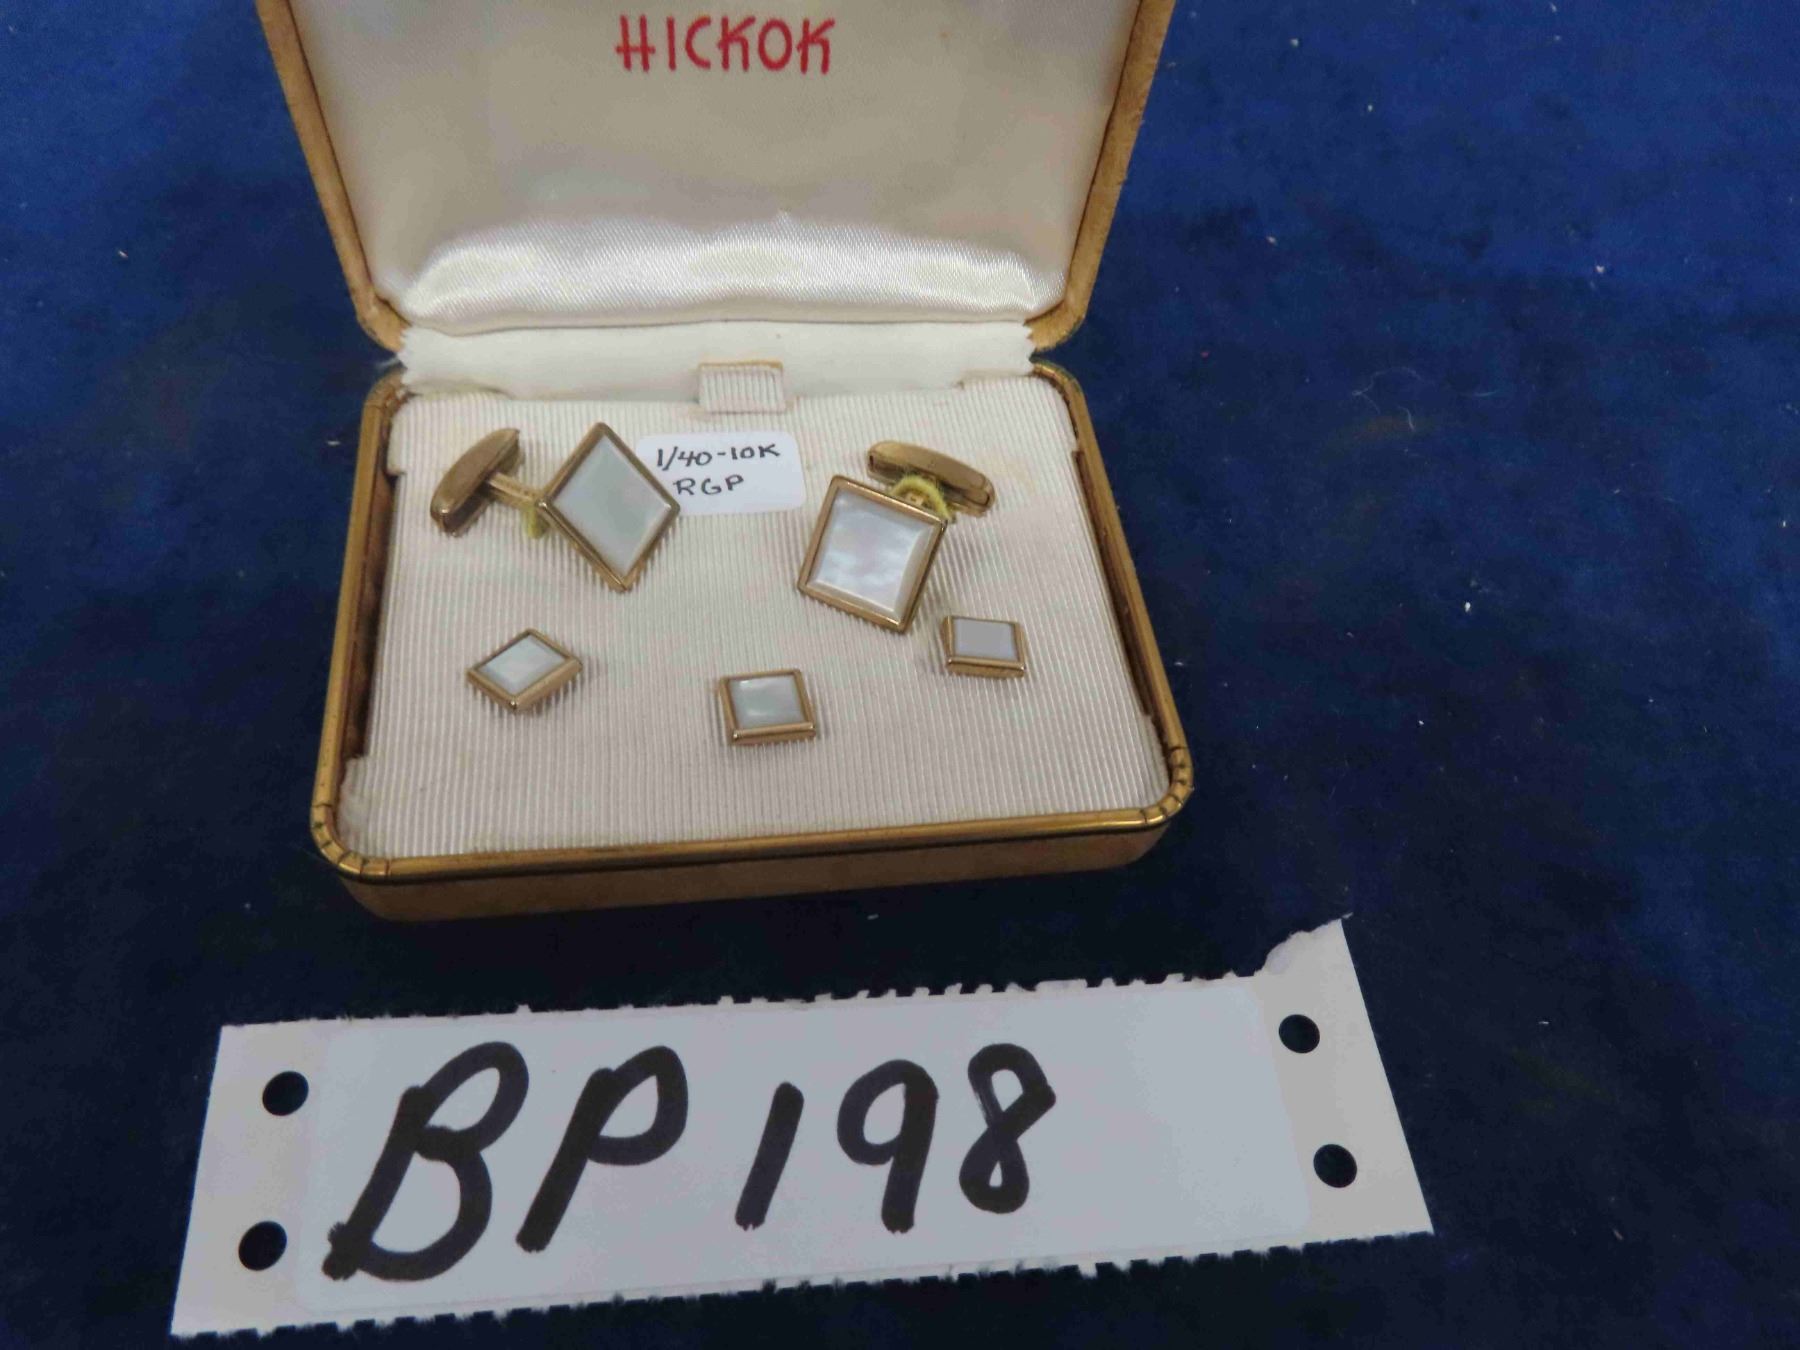 HICKOK
1/40-10K
RGP
BP198